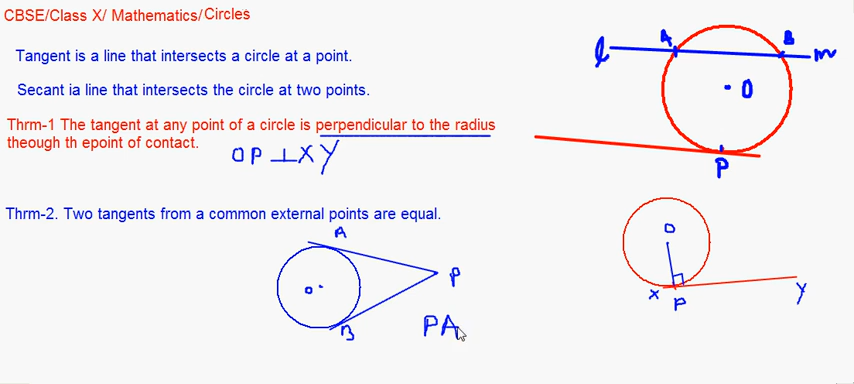 CBSE/Class X/ Mathematics/Circles
Tangent is a line that intersects a circle at a point.
Secant ia line that intersects the circle at two points.
Thrm-1 The tangent at any point of a circle is perpendicular to the radius
theough th epoint of contact.
OP ⊥ XY
Thrm-2. Two tangents from a common external points are equal.
A
O
P
B
PA
l
A
B
m
O
P
O
X
P
Y